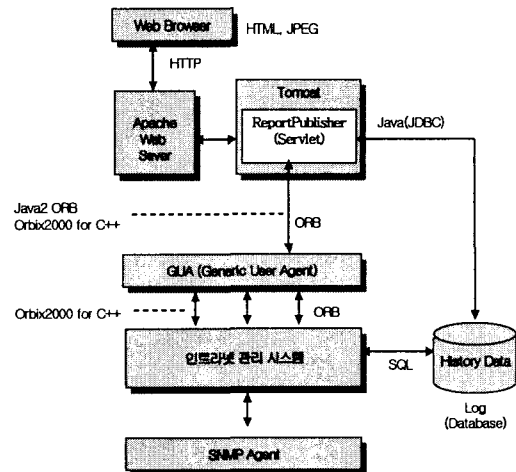 Web Browser
HTML, JPEG
HTTP
Tomcat
Apache
Web
Saver
ReportPublisher
(Servlet)
Java(JDBC)
Java2 ORB
Orbix2000 for C++
ORB
GUA (Generic User Agent)
Orbix2000 for C++
ORB
인트라넷 관리 시스템
SQL
History Data
Log
(Database)
SNMP Agent